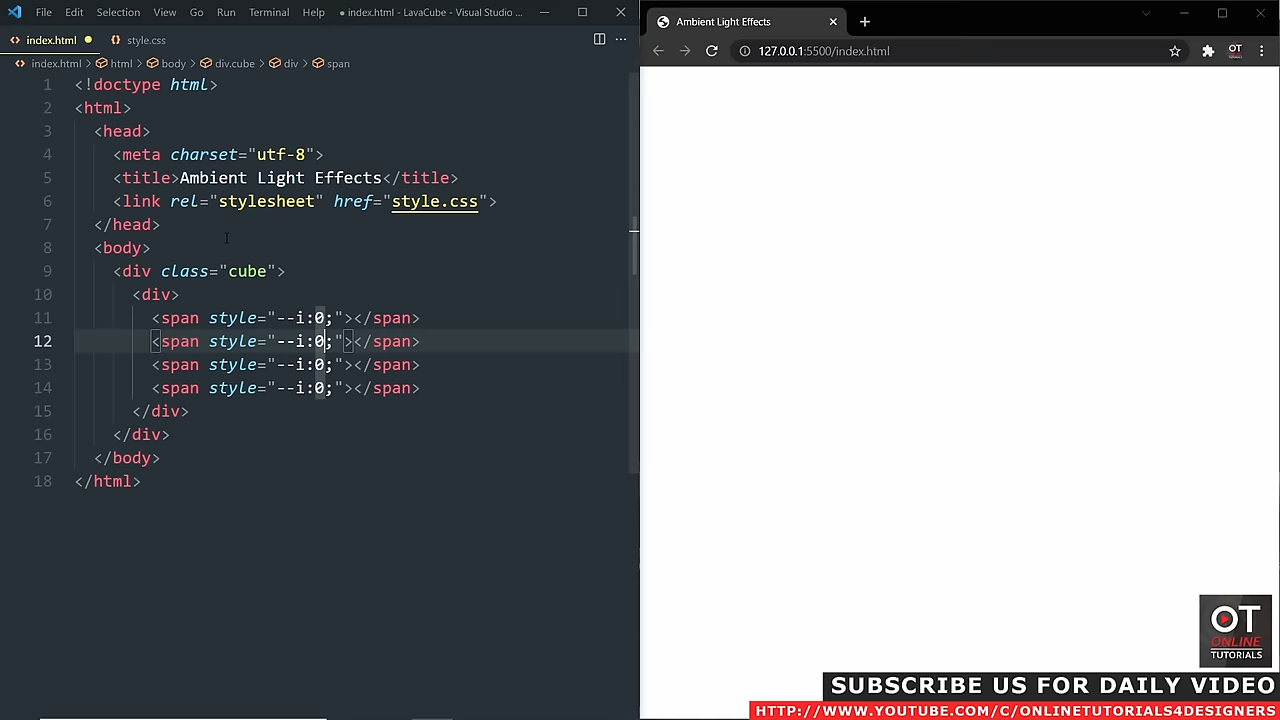 File Edit Selection View Go Run Terminal Help ● index.html - LavaCube - Visual Studio ...
index.html ● style.css
index.html > html > body > div.cube > div > span
1 <!doctype html>
2 <html>
3 <head>
4 <meta charset="utf-8">
5 <title>Ambient Light Effects</title>
6 <link rel="stylesheet" href="style.css">
7 </head>
8 <body>
9 <div class="cube">
10 <div>
11 <span style="--i:0;"></span>
12 <span style="--i:0;"></span>
13 <span style="--i:0;"></span>
14 <span style="--i:0;"></span>
15 </div>
16 </div>
17 </body>
18 </html>
Ambient Light Effects
127.0.0.1:5500/index.html
OT
OT
ONLINE
TUTORIALS
SUBSCRIBE US FOR DAILY VIDEO
HTTP://WWW.YOUTUBE.COM/C/ONLINETUTORIALS4DESIGNERS